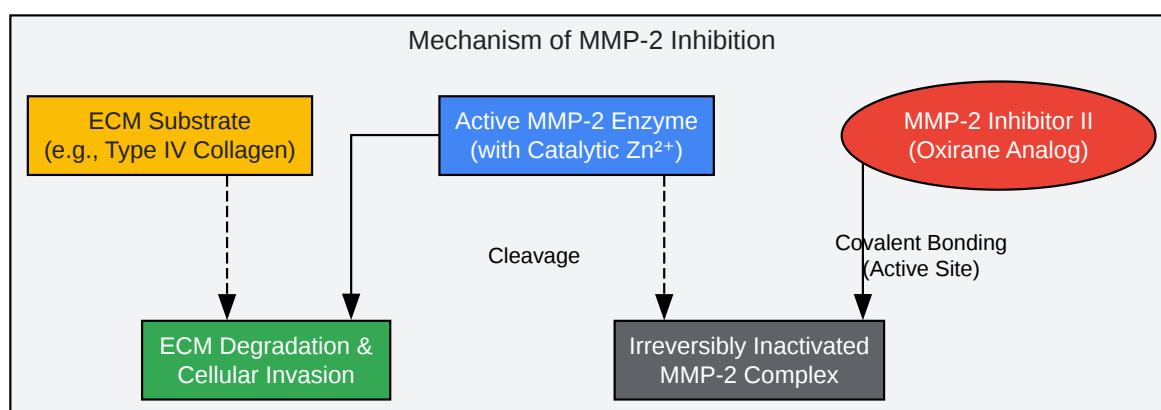 Mechanism of MMP-2 Inhibition
ECM Substrate
(e.g., Type IV Collagen)
Active MMP-2 Enzyme
(with Catalytic Zn²⁺)
MMP-2 Inhibitor II
(Oxirane Analog)
Cleavage
Covalent Bonding
(Active Site)
ECM Degradation &
Cellular Invasion
Irreversibly Inactivated
MMP-2 Complex